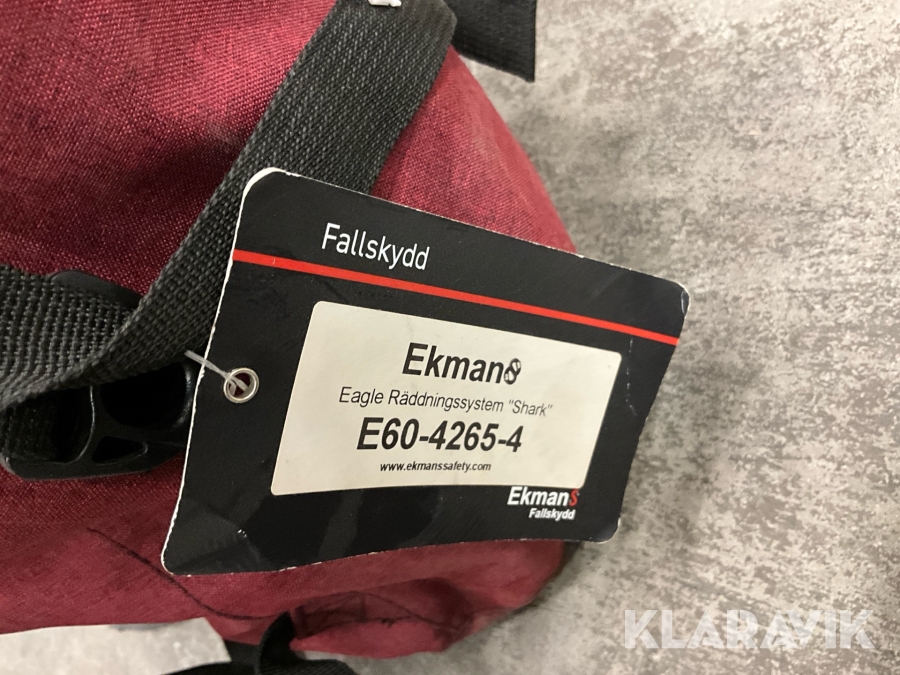 Fallskydd
Ekmans
Eagle Räddningssystem "Shark"
E60-4265-4
www.ekmanssafety.com
Ekmans
Fallskydd
KLARAVIK